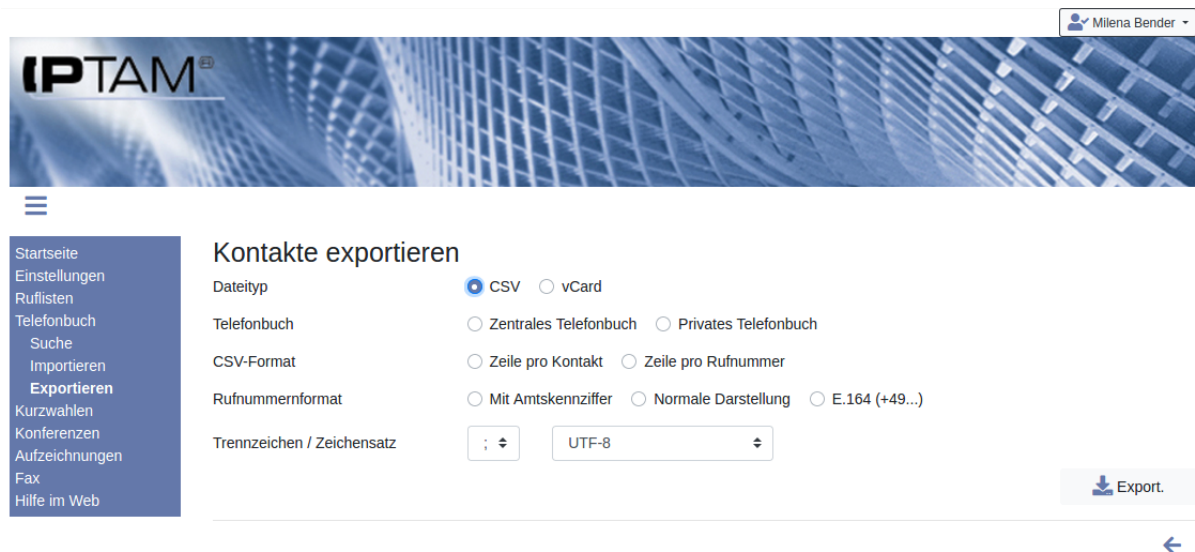 Milena Bender
IPTAM®
Startseite
Einstellungen
Ruflisten
Telefonbuch
Suche
Importieren
Exportieren
Kurzwahlen
Konferenzen
Aufzeichnungen
Fax
Hilfe im Web
Kontakte exportieren
Dateityp CSV vCard
Telefonbuch Zentrales Telefonbuch Privates Telefonbuch
CSV-Format Zeile pro Kontakt Zeile pro Rufnummer
Rufnummernformat Mit Amtskennziffer Normale Darstellung E.164 (+49...)
Trennzeichen / Zeichensatz ; UTF-8
Export.